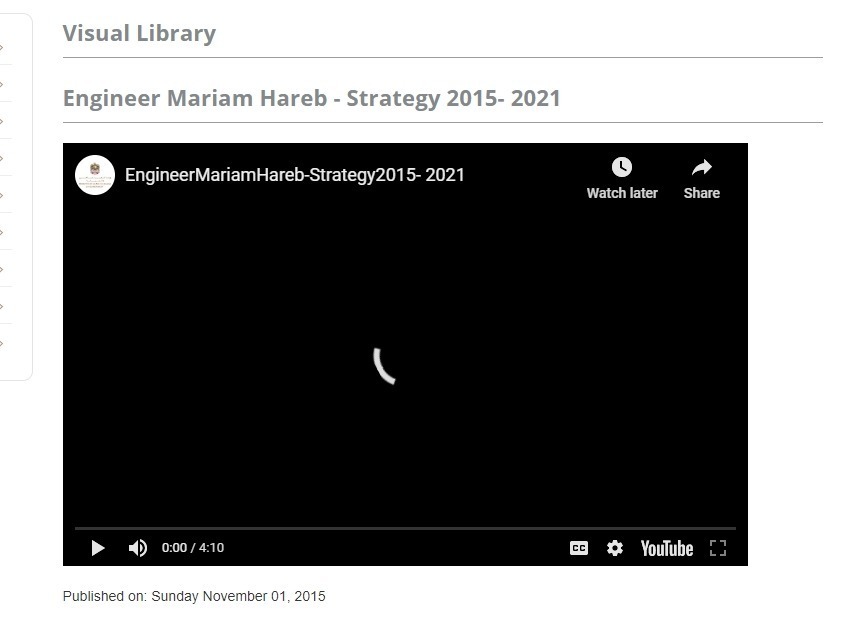 Visual Library
Engineer Mariam Hareb - Strategy 2015- 2021
EngineerMariamHareb-Strategy2015- 2021
Watch later
Share
0:00 / 4:10
CC
YouTube
Published on: Sunday November 01, 2015